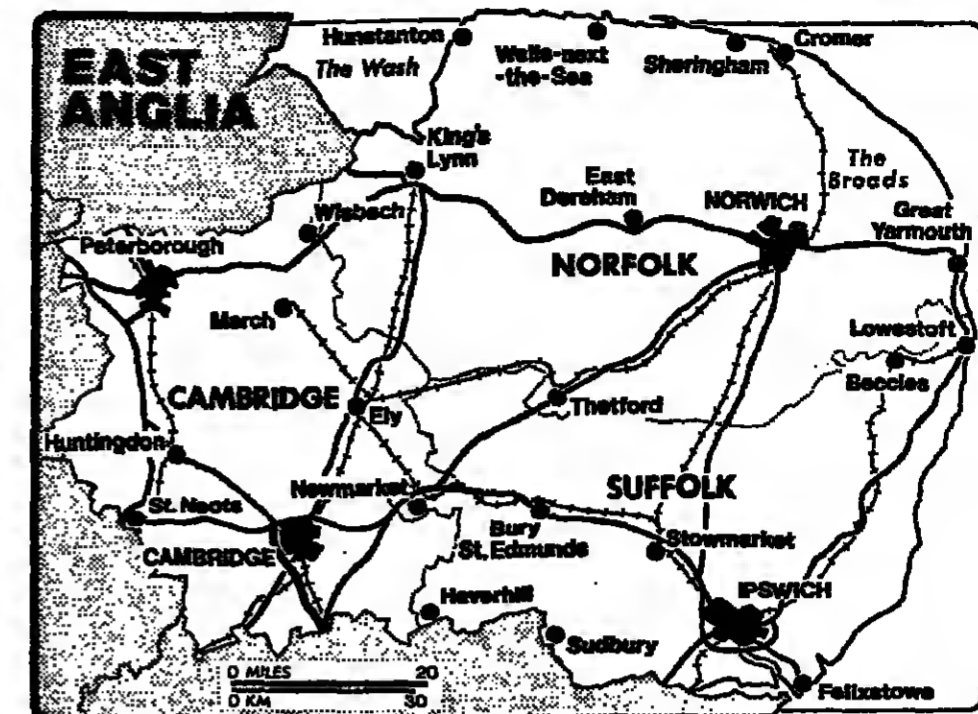 EAST
ANGLIA
Hunstanton
The Wash
Wells-next
-the-Sea
Sheringham
Cromer
King's
Lynn
The
Broads
East
Dereham
NORWICH
Great
Yarmouth
Wisbech
Peterborough
NORFOLK
March
Lowestoft
Beccles
CAMBRIDGE
Ely
Thetford
Huntingdon
Newmarket
SUFFOLK
St. Neots
Bury
St. Edmunds
Stowmarket
CAMBRIDGE
IPSWICH
Haverhill
Sudbury
0 MILES 20
0 KM 30
Felixstowe